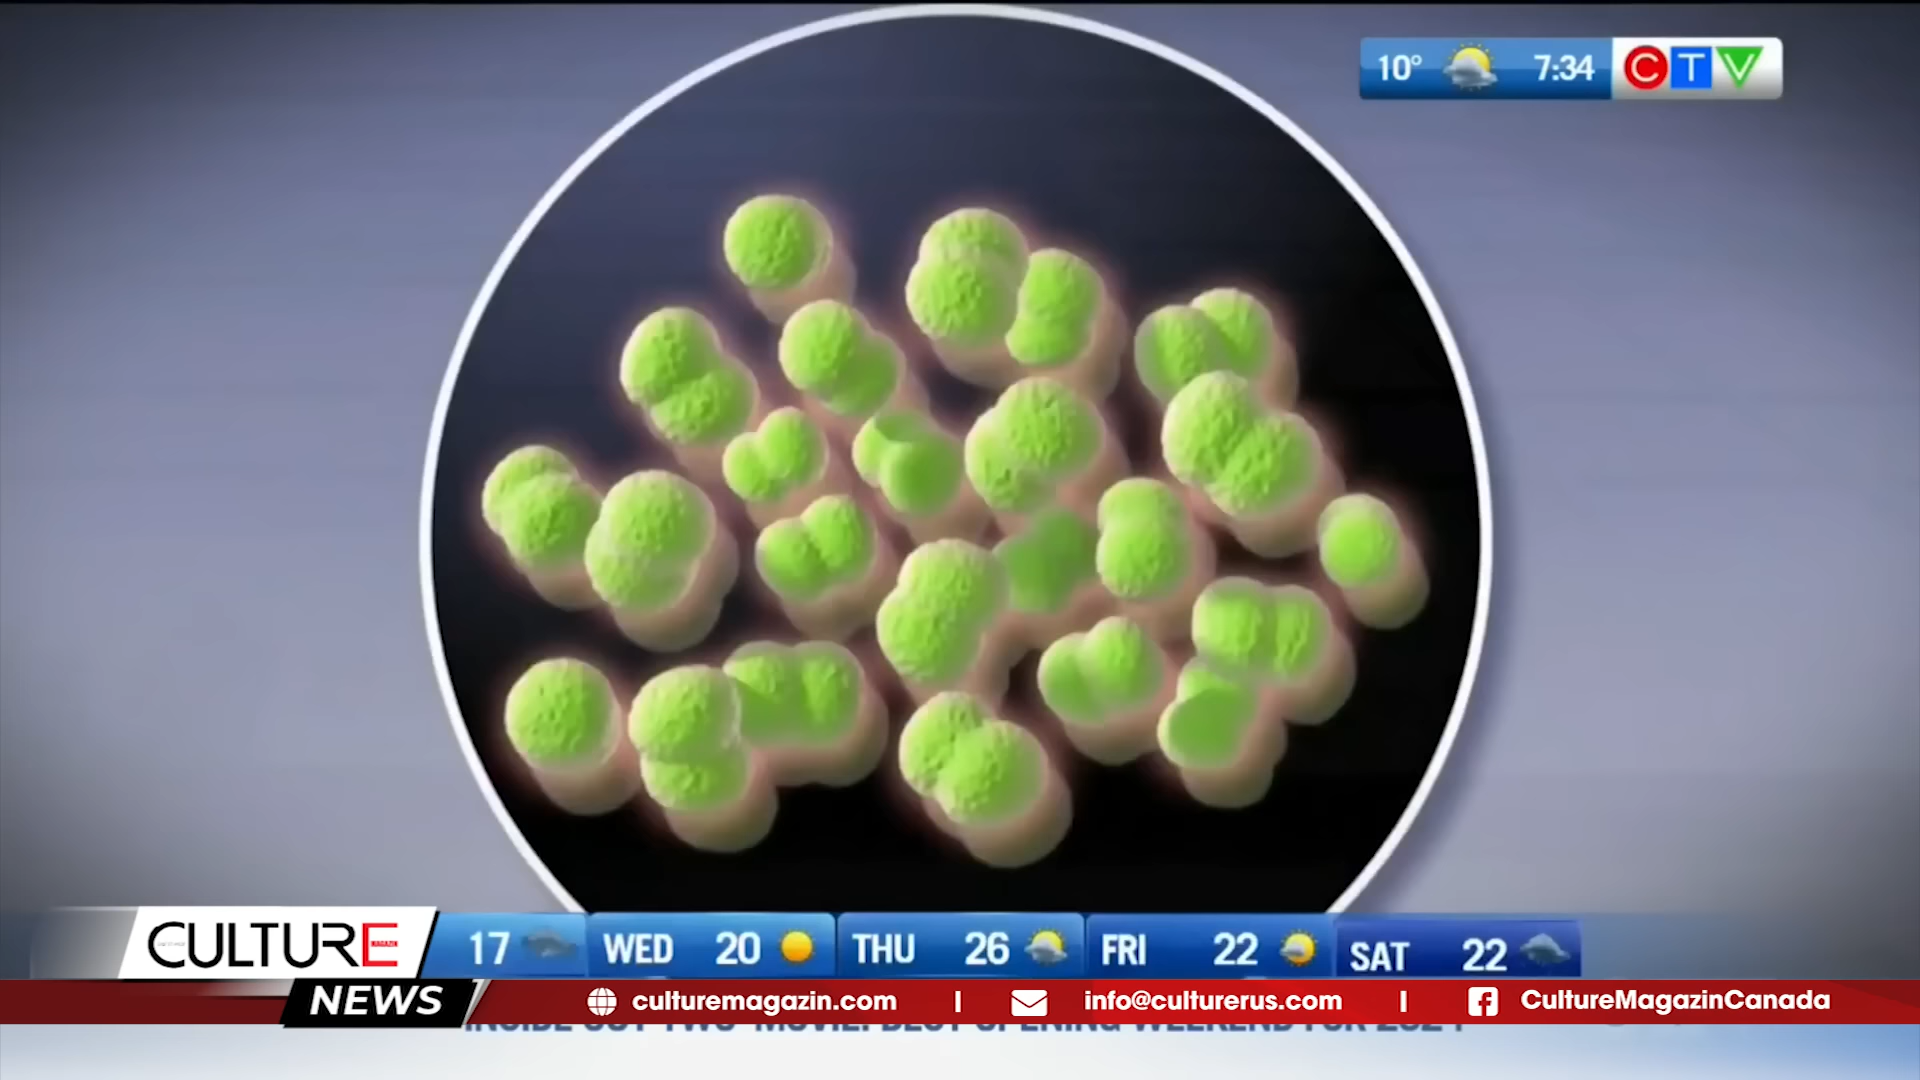 10° 7:34 CTV
17 WED 20 THU 26 FRI 22 SAT 22
CULTURE
NEWS
culturemagazin.com | info@culturerus.com | CultureMagazinCanada